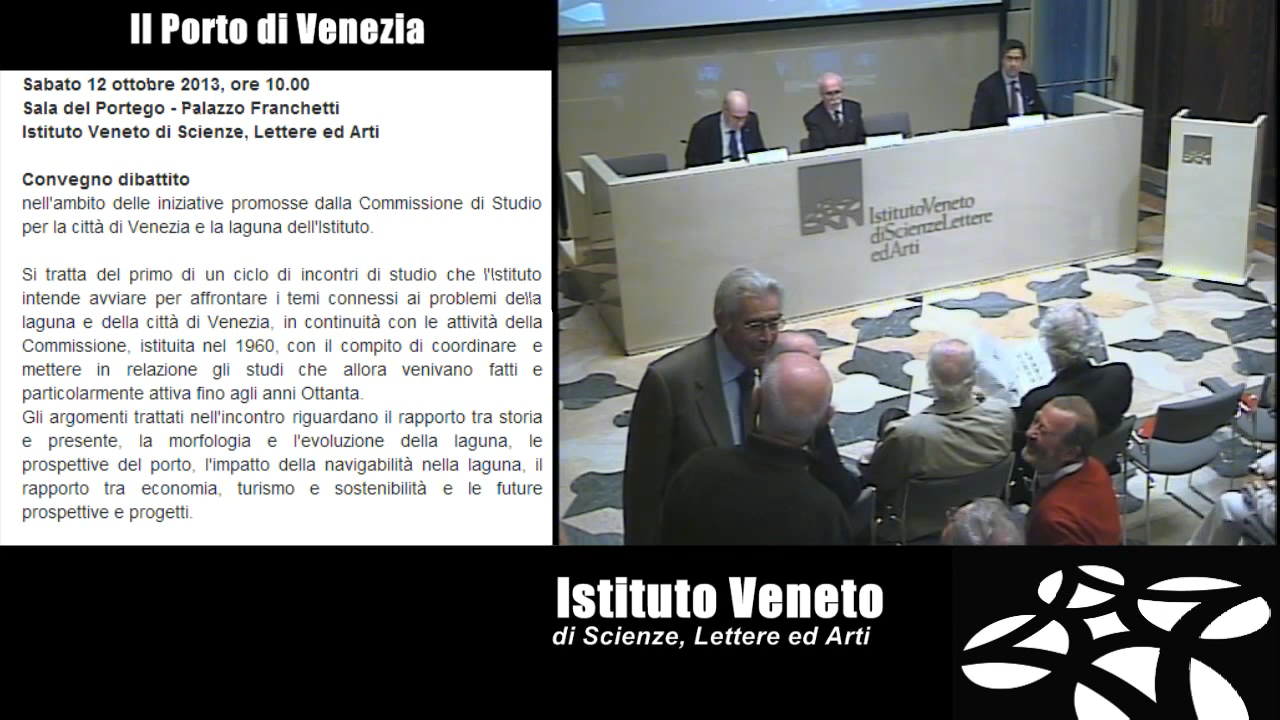 Il Porto di Venezia
Sabato 12 ottobre 2013, ore 10.00
Sala del Portego - Palazzo Franchetti
Istituto Veneto di Scienze, Lettere ed Arti
Convegno dibattito
nell'ambito delle iniziative promosse dalla Commissione di Studio
per la città di Venezia e la laguna dell'Istituto.
Si tratta del primo di un ciclo di incontri di studio che l'Istituto
intende avviare per affrontare i temi connessi ai problemi della
laguna e della città di Venezia, in continuità con le attività della
Commissione, istituita nel 1960, con il compito di coordinare e
mettere in relazione gli studi che allora venivano fatti e
particolarmente attiva fino agli anni Ottanta.
Gli argomenti trattati nell'incontro riguardano il rapporto tra storia
e presente, la morfologia e l'evoluzione della laguna, le
prospettive del porto, l'impatto della navigabilità nella laguna, il
rapporto tra economia, turismo e sostenibilità e le future
prospettive e progetti.
IstitutoVeneto
diScienzeLettere
ed Arti
Istituto Veneto
di Scienze, Lettere ed Arti